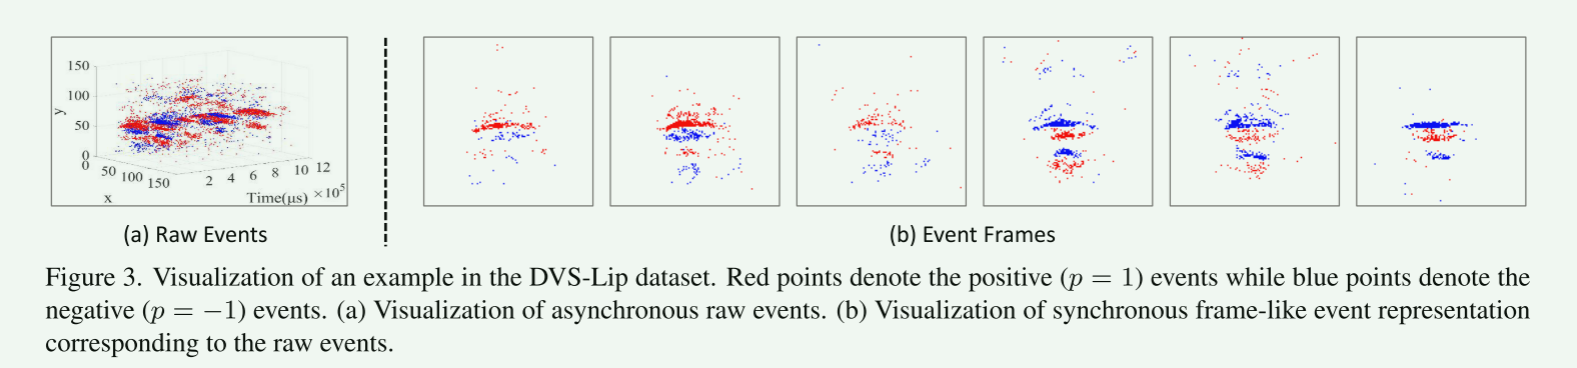 150
100
y
50
0
0
50 100 150
2 4 6 8 10 12
x
Time(μs) ×10⁵
(a) Raw Events
(b) Event Frames
Figure 3. Visualization of an example in the DVS-Lip dataset. Red points denote the positive (p = 1) events while blue points denote the
negative (p = −1) events. (a) Visualization of asynchronous raw events. (b) Visualization of synchronous frame-like event representation
corresponding to the raw events.